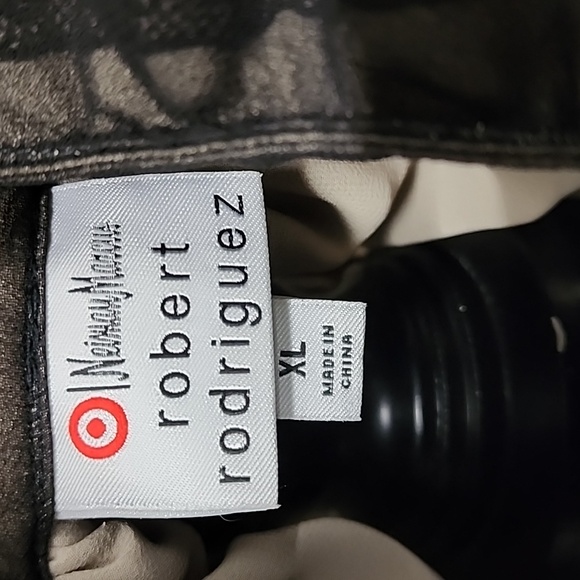 Neiman Marcus
robert
rodriguez
XL
MADE IN
CHINA